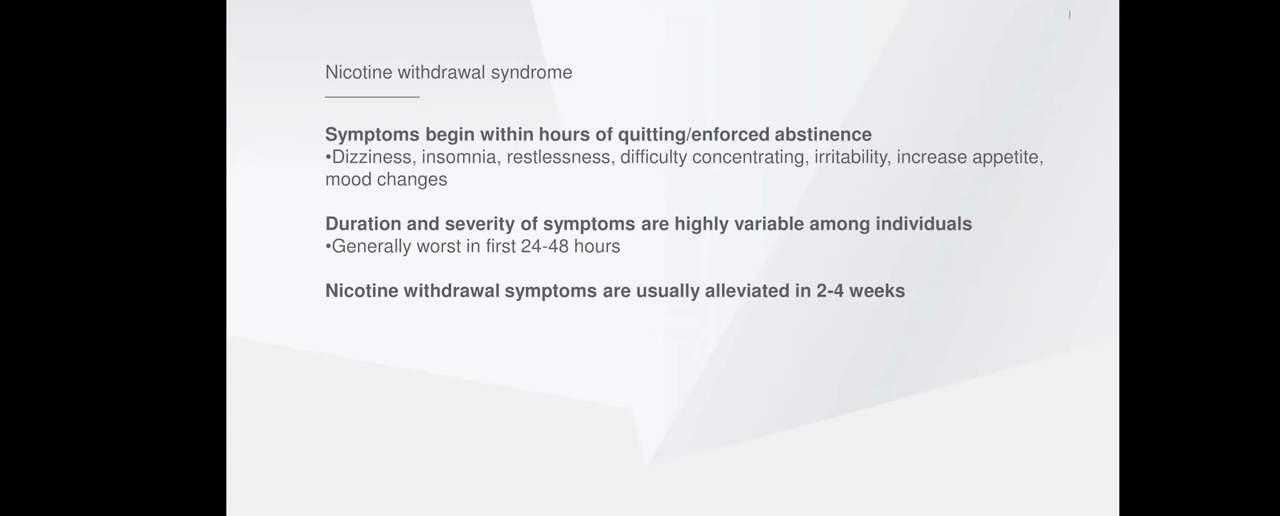 Nicotine withdrawal syndrome
Symptoms begin within hours of quitting/enforced abstinence
•Dizziness, insomnia, restlessness, difficulty concentrating, irritability, increase appetite,
mood changes
Duration and severity of symptoms are highly variable among individuals
•Generally worst in first 24-48 hours
Nicotine withdrawal symptoms are usually alleviated in 2-4 weeks